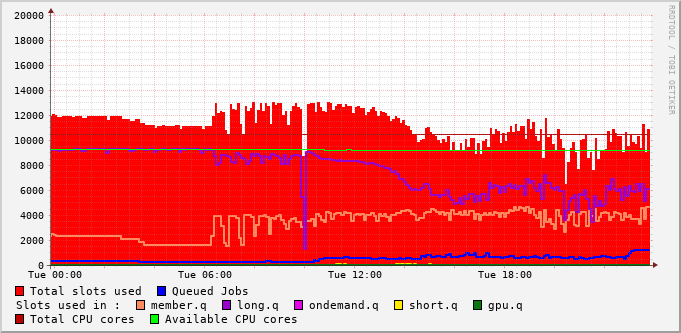 RRDTOOL / TOBI OETIKER
20000
18000
16000
14000
12000
10000
8000
6000
4000
2000
0
Tue 00:00 Tue 06:00 Tue 12:00 Tue 18:00
Total slots used Queued Jobs
Slots used in : member.q long.q ondemand.q short.q gpu.q
Total CPU cores Available CPU cores